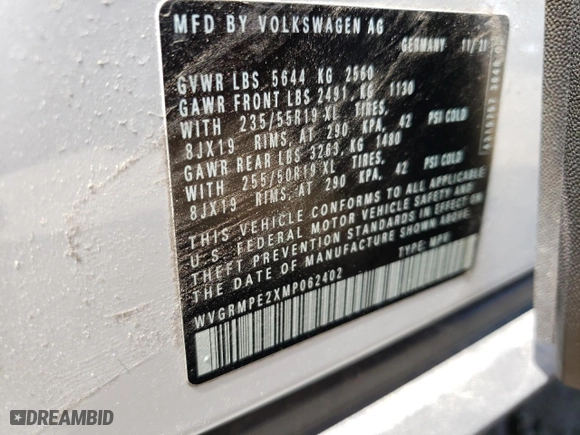 MFD BY VOLKSWAGEN AG
GERMANY 11/21
GVWR LBS 5644 KG 2560
GAWR FRONT LBS 2491 KG 1130
WITH 235/55R19 XL TIRES,
8JX19 RIMS, AT 290 KPA, 42 PSI COLD
GAWR REAR LBS 3263, KG 1480
WITH 255/50R19 XL TIRES,
8JX19 RIMS, AT 290 KPA, 42 PSI COLD
THIS VEHICLE CONFORMS TO ALL APPLICABLE
U.S. FEDERAL MOTOR VEHICLE SAFETY AND
THEFT PREVENTION STANDARDS IN EFFECT ON
THE DATE OF MANUFACTURE SHOWN ABOVE.
WVGRMPE2XMP062402 TYPE: MPV
DREAMBID